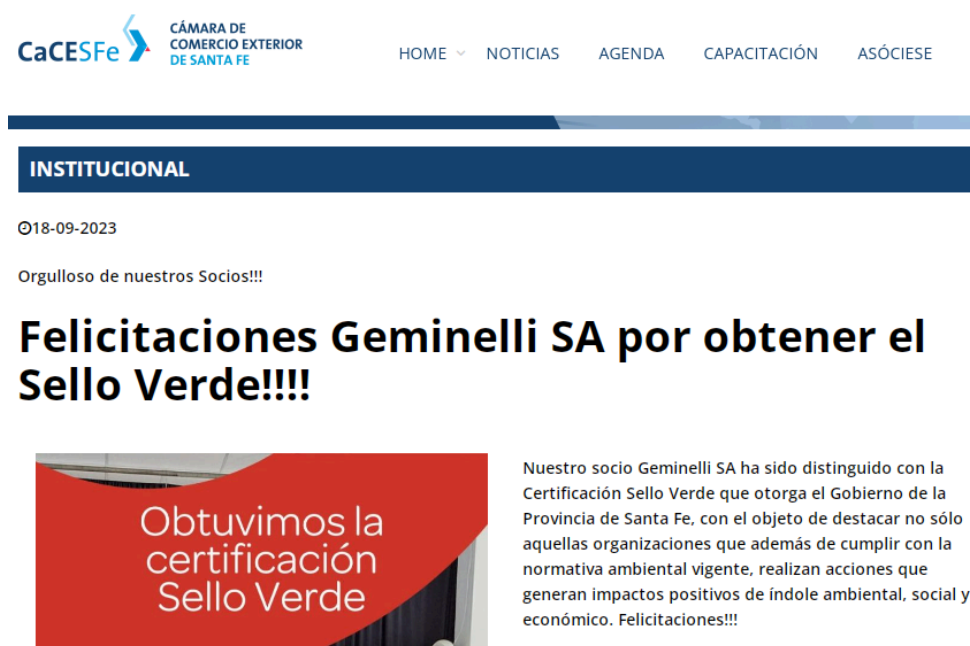 CaCESFe
CÁMARA DE
COMERCIO EXTERIOR
DE SANTA FE
HOME NOTICIAS AGENDA CAPACITACIÓN ASÓCIESE
INSTITUCIONAL
18-09-2023
Orgulloso de nuestros Socios!!!
Felicitaciones Geminelli SA por obtener el
Sello Verde!!!!
Obtuvimos la
certificación
Sello Verde
Nuestro socio Geminelli SA ha sido distinguido con la
Certificación Sello Verde que otorga el Gobierno de la
Provincia de Santa Fe, con el objeto de destacar no sólo
aquellas organizaciones que además de cumplir con la
normativa ambiental vigente, realizan acciones que
generan impactos positivos de índole ambiental, social y
económico. Felicitaciones!!!